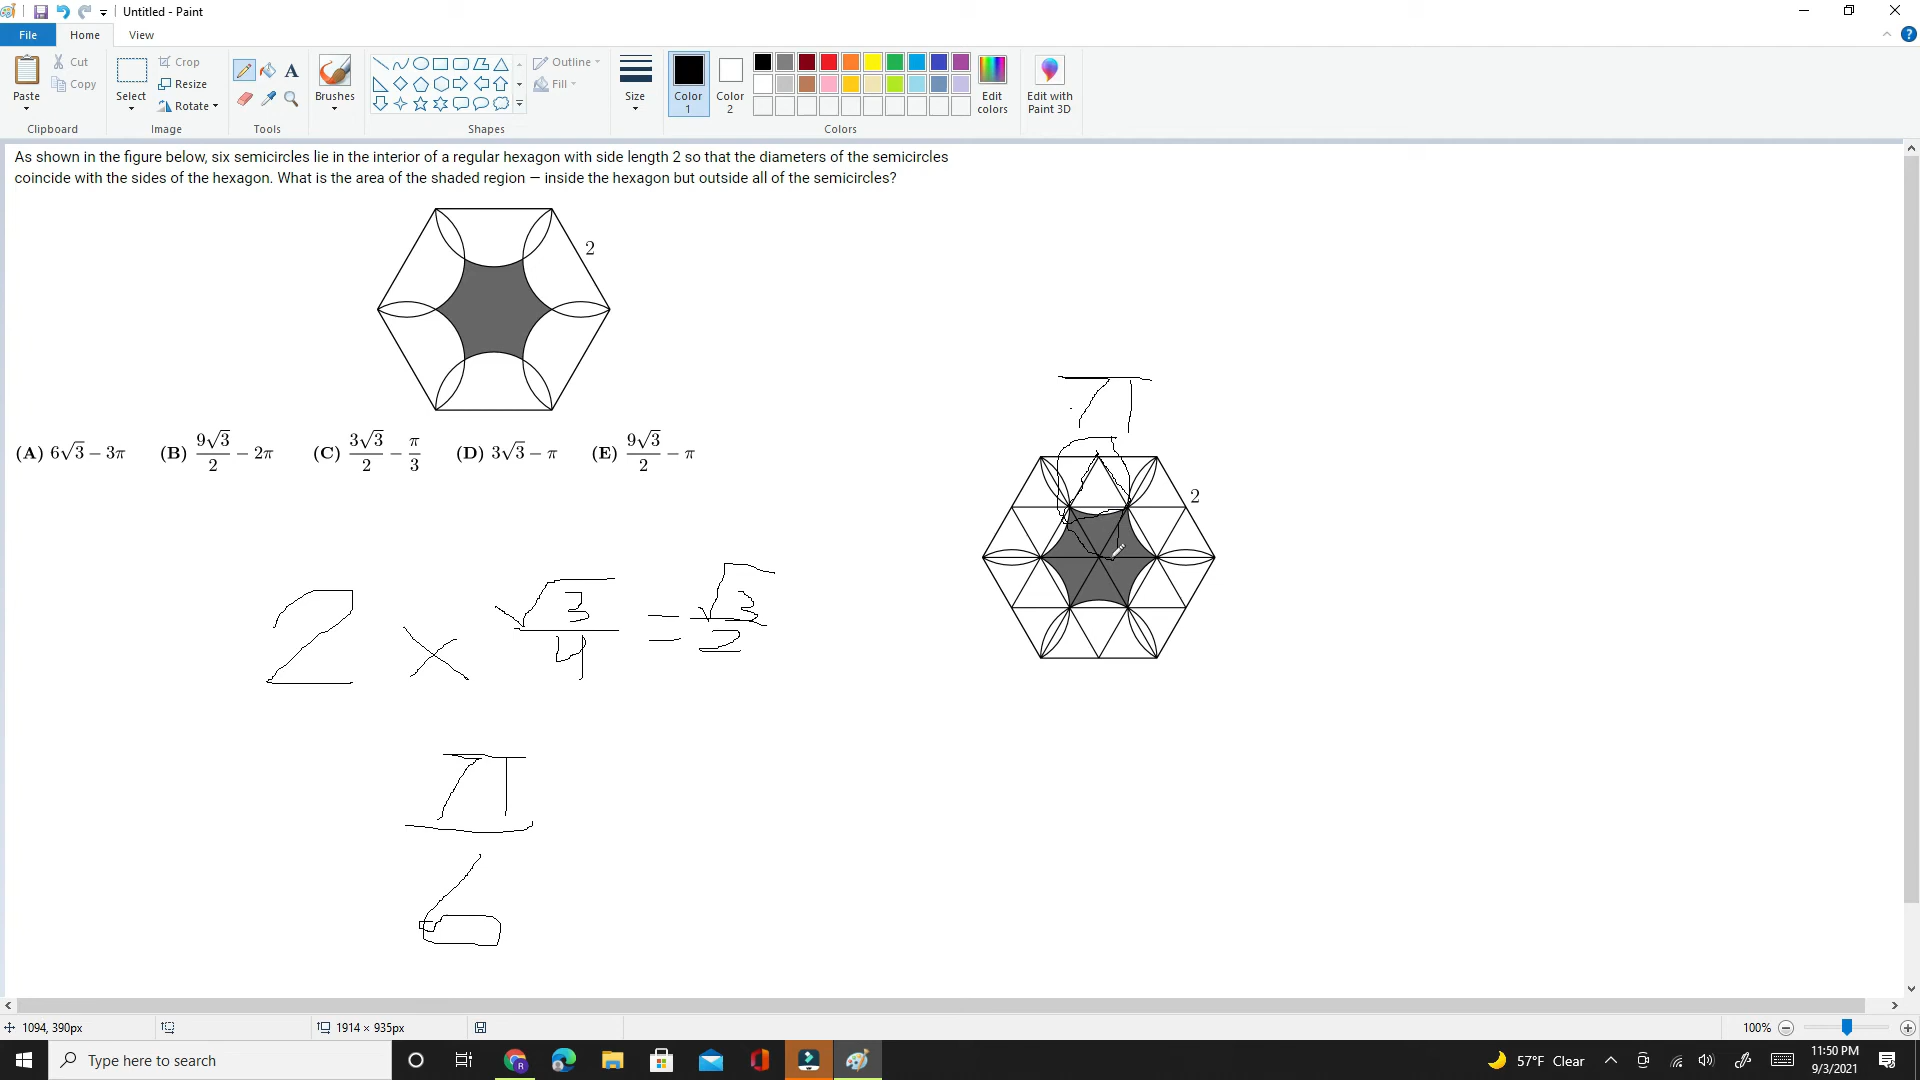 Untitled - Paint
File Home View
Paste Cut Copy Clipboard
Select Crop Resize Rotate Image
Tools
Brushes
Shapes
Outline Fill
Size
Color 1 Color 2 Edit colors Colors
Edit with Paint 3D
As shown in the figure below, six semicircles lie in the interior of a regular hexagon with side length 2 so that the diameters of the semicircles
coincide with the sides of the hexagon. What is the area of the shaded region — inside the hexagon but outside all of the semicircles?
2
(A) 6√3 − 3π (B) 9√3/2 − 2π (C) 3√3/2 − π/3 (D) 3√3 − π (E) 9√3/2 − π
π
2
2 × √3/4 = √3/2
π/6
1094, 390px 1914 × 935px 100%
Type here to search
57°F Clear
11:50 PM
9/3/2021